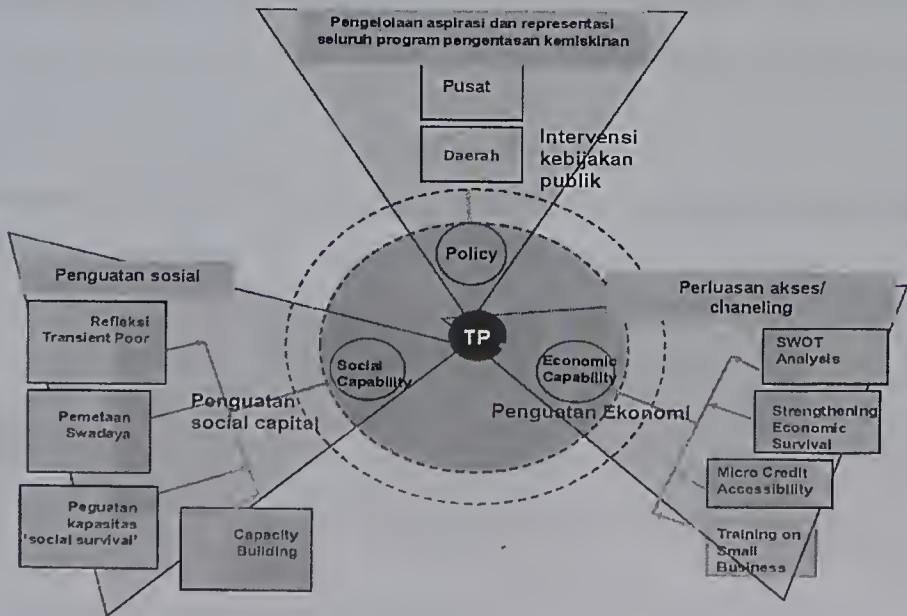 Pengelolaan aspirasi dan representasi
seluruh program pengentasan kemiskinan
Pusat
Daerah
Intervensi
kebijakan
publik
Policy
Penguatan sosial
Refleksi
Transient Poor
Pemetaan
Swadaya
Peguatan
kapasitas
'social survival'
Capacity
Building
Penguatan
social capital
Social
Capability
TP
Economic
Capability
Penguatan Ekonomi
Perluasan akses/
chaneling
SWOT
Analysis
Strengthening
Economic
Survival
Micro Credit
Accessibility
Training on
Small
Business